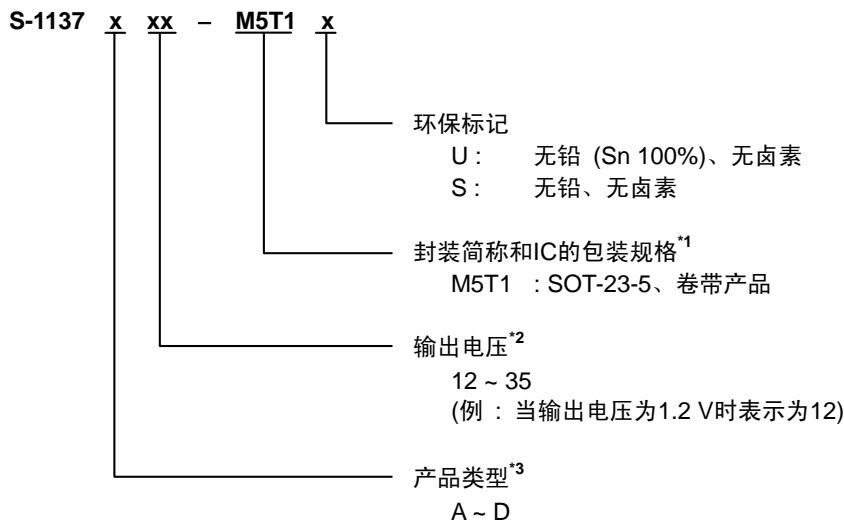 S-1137 x xx – M5T1 x
环保标记
U : 无铅 (Sn 100%)、无卤素
S : 无铅、无卤素
封装简称和IC的包装规格*1
M5T1 : SOT-23-5、卷带产品
输出电压*2
12 ~ 35
(例 : 当输出电压为1.2 V时表示为12)
产品类型*3
A ~ D